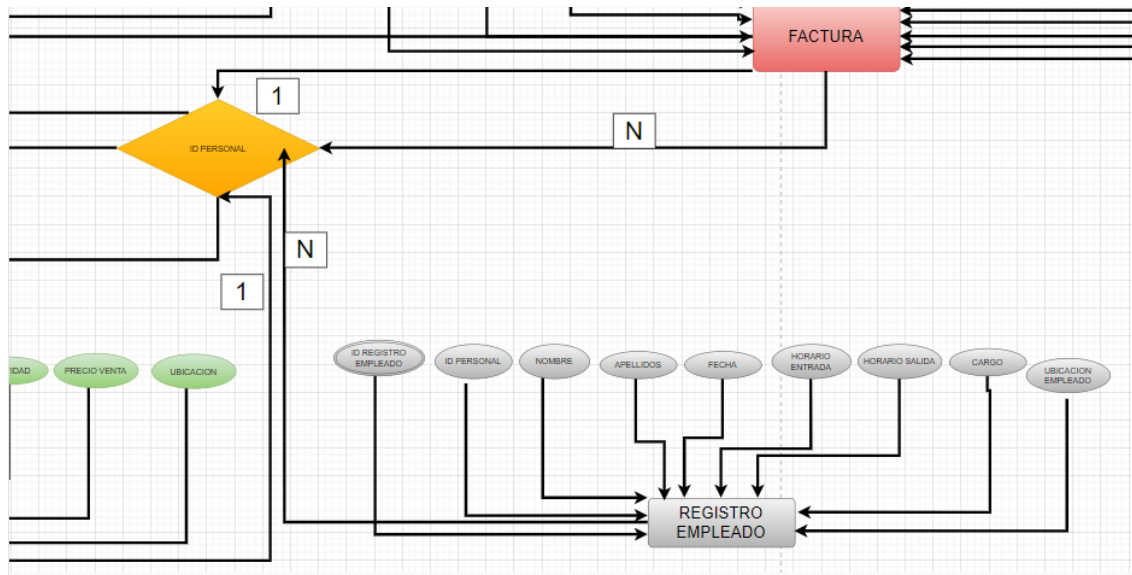 FACTURA
1
ID PERSONAL
N
N
1
IDAD
PRECIO VENTA
UBICACION
ID REGISTRO
EMPLEADO
ID PERSONAL
NOMBRE
APELLIDOS
FECHA
HORARIO
ENTRADA
HORARIO SALIDA
CARGO
UBICACION
EMPLEADO
REGISTRO
EMPLEADO